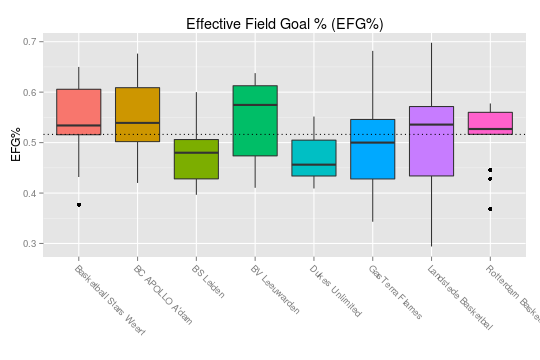 Effective Field Goal % (EFG%)
EFG%
0.7
0.6
0.5
0.4
0.3
Basketball Stars Weert
BC APOLLO A'dam
BS Leiden
BV Leeuwarden
Dukes Unlimited
GasTerra Flames
Landstede Basketbal
Rotterdam